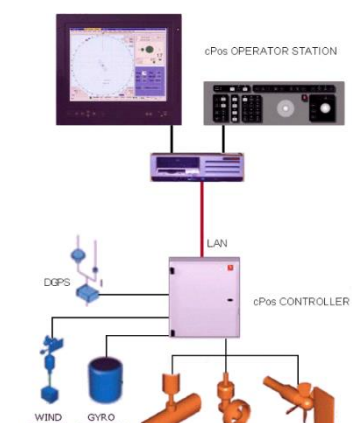 cPos OPERATOR STATION
LAN
DGPS
cPos CONTROLLER
WIND
GYRO